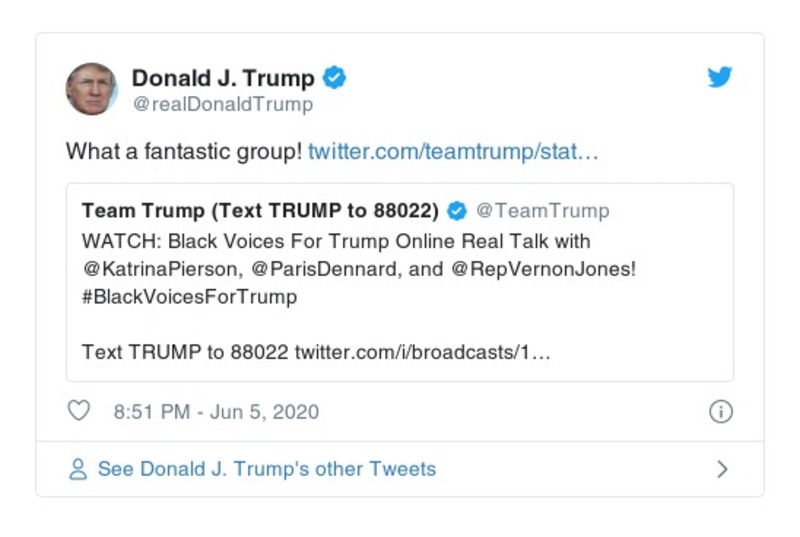 Donald J. Trump
@realDonaldTrump
What a fantastic group! twitter.com/teamtrump/stat…
Team Trump (Text TRUMP to 88022) @TeamTrump
WATCH: Black Voices For Trump Online Real Talk with
@KatrinaPierson, @ParisDennard, and @RepVernonJones!
#BlackVoicesForTrump
Text TRUMP to 88022 twitter.com/i/broadcasts/1…
8:51 PM - Jun 5, 2020
See Donald J. Trump's other Tweets